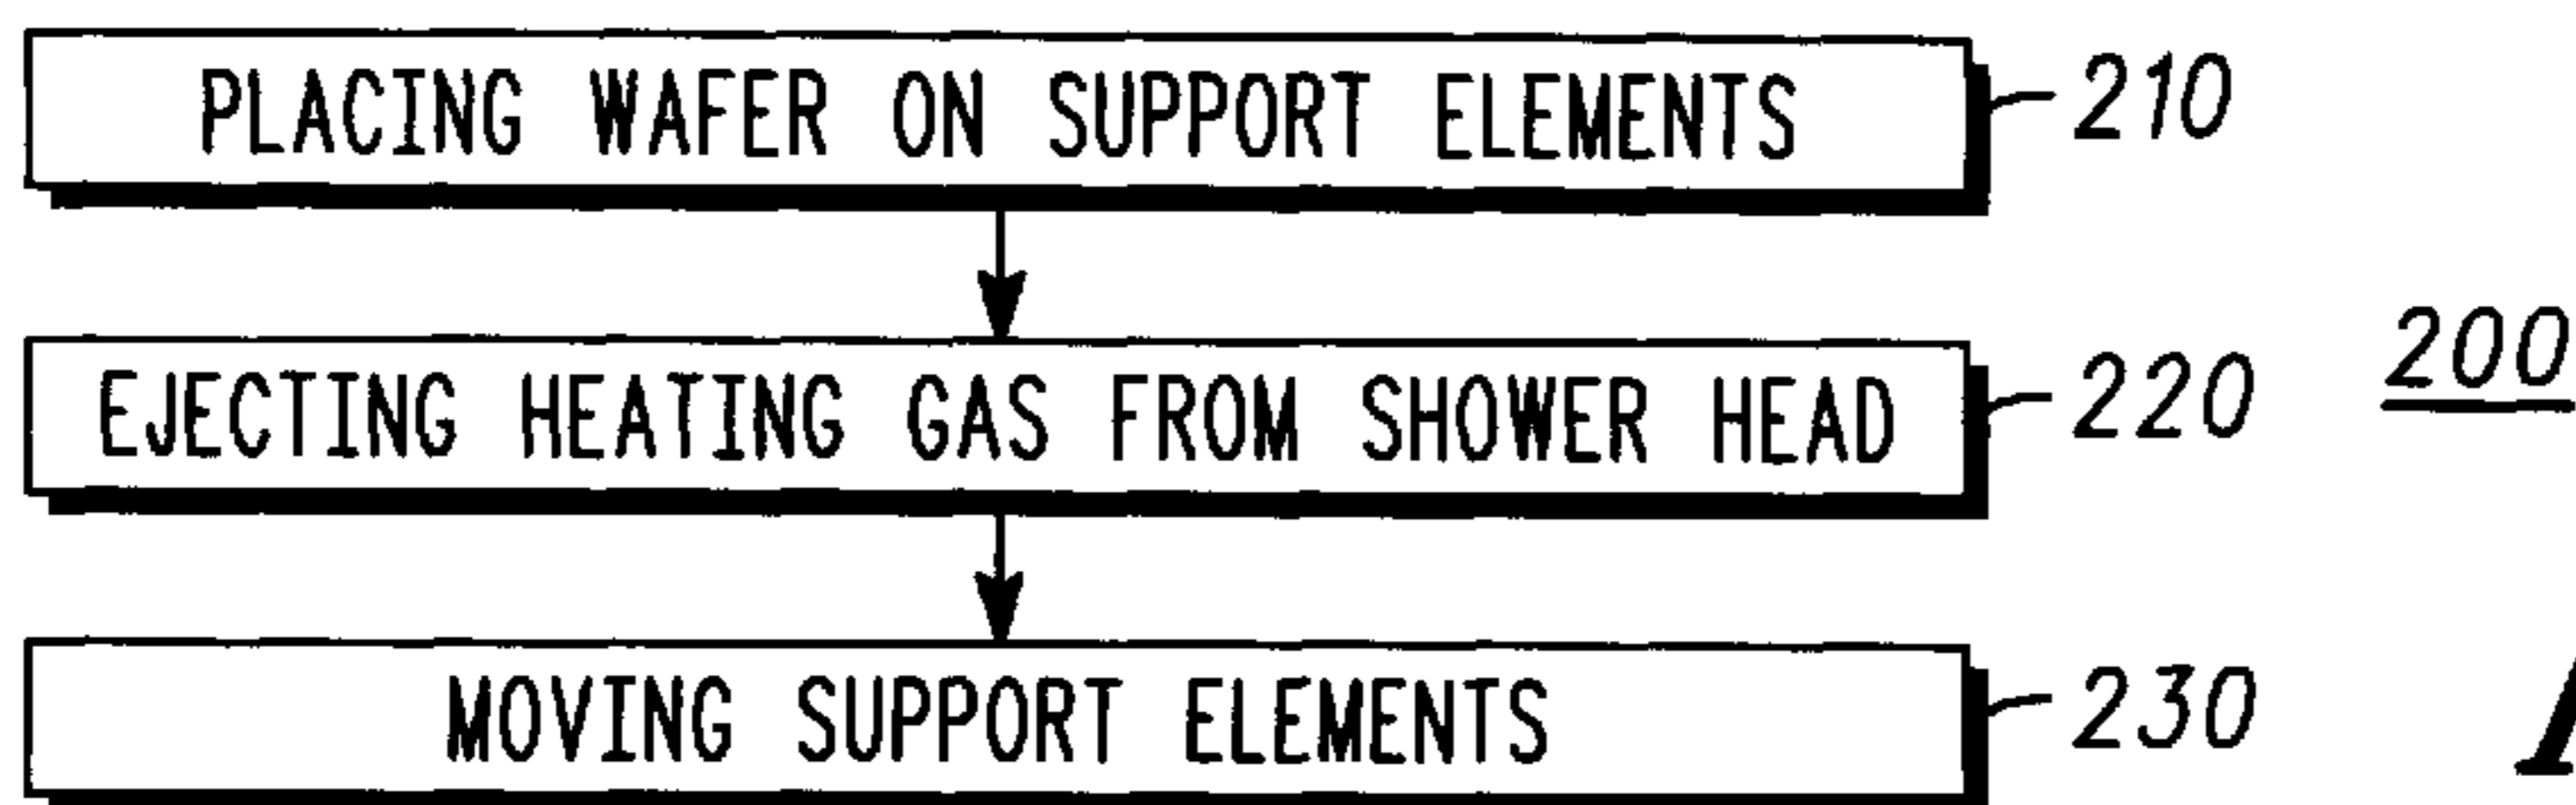 PLACING WAFER ON SUPPORT ELEMENTS 210
EJECTING HEATING GAS FROM SHOWER HEAD 220 200
MOVING SUPPORT ELEMENTS 230